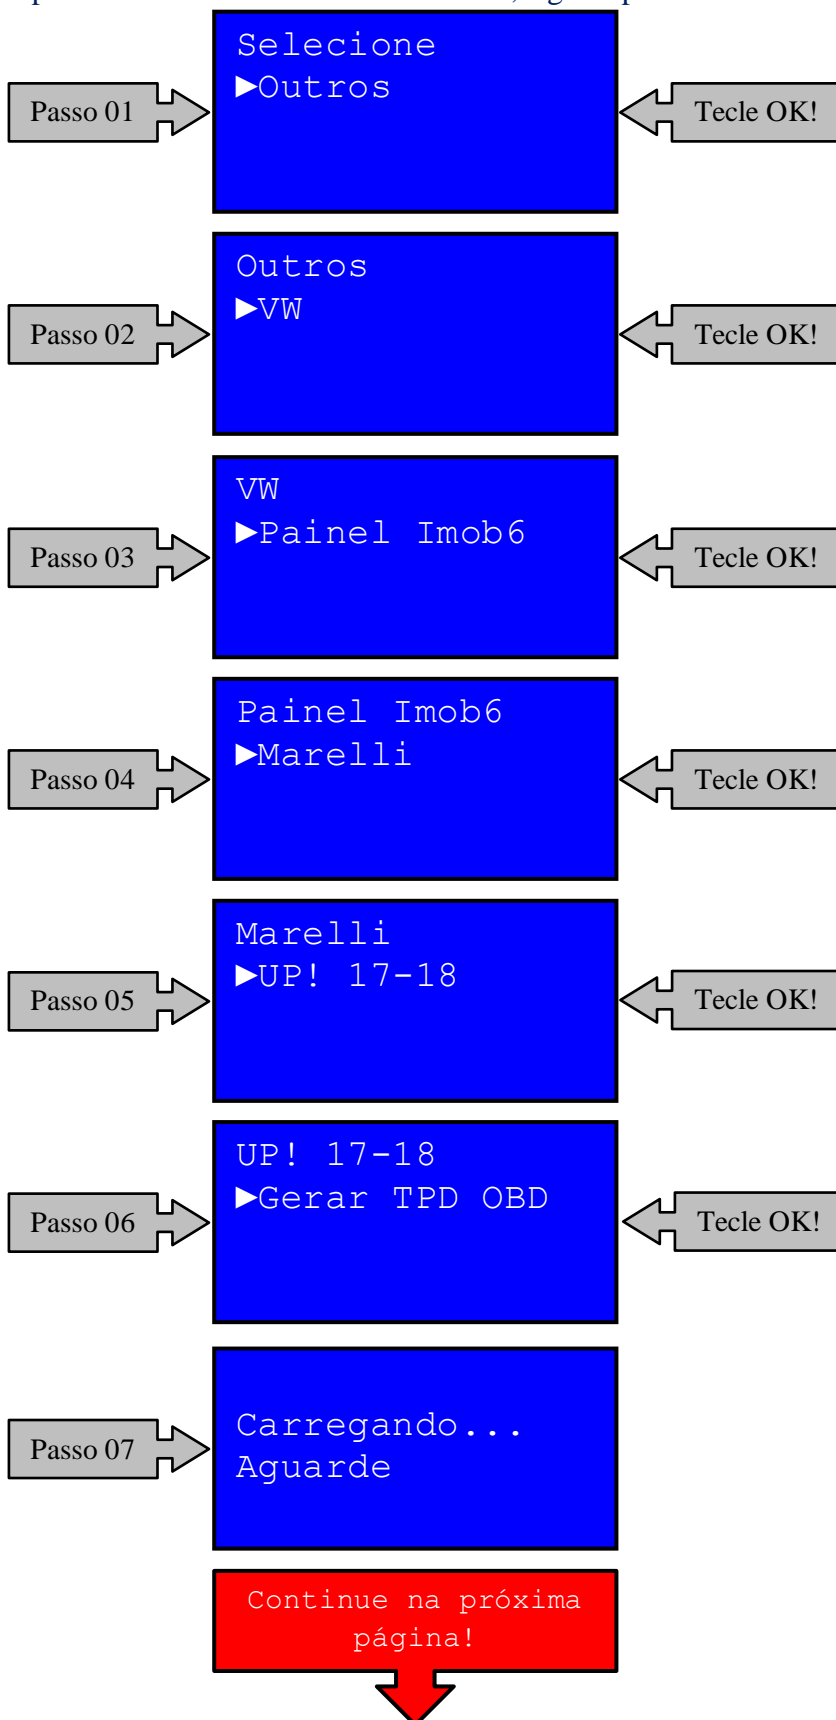 Selecione
►Outros
Passo 01
Tecle OK!
Outros
►VW
Passo 02
Tecle OK!
VW
►Painel Imob6
Passo 03
Tecle OK!
Painel Imob6
►Marelli
Passo 04
Tecle OK!
Marelli
►UP! 17-18
Passo 05
Tecle OK!
UP! 17-18
►Gerar TPD OBD
Passo 06
Tecle OK!
Carregando...
Aguarde
Passo 07
Continue na próxima
página!